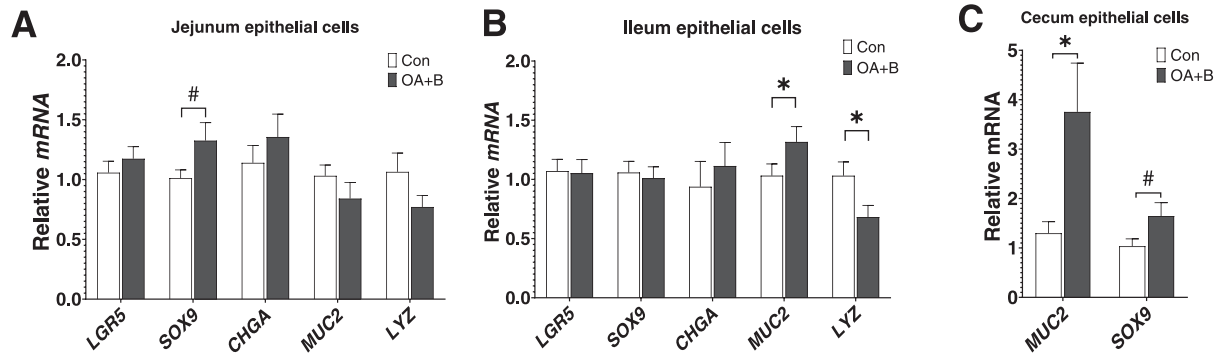 A
Jejunum epithelial cells
Con
OA+B
Relative mRNA
2.0
1.5
1.0
0.5
0.0
#
LGR5
SOX9
CHGA
MUC2
LYZ
B
Ileum epithelial cells
Con
OA+B
Relative mRNA
2.0
1.5
1.0
0.5
0.0
*
*
LGR5
SOX9
CHGA
MUC2
LYZ
C
Cecum epithelial cells
Con
OA+B
Relative mRNA
5
4
3
2
1
0
*
#
MUC2
SOX9